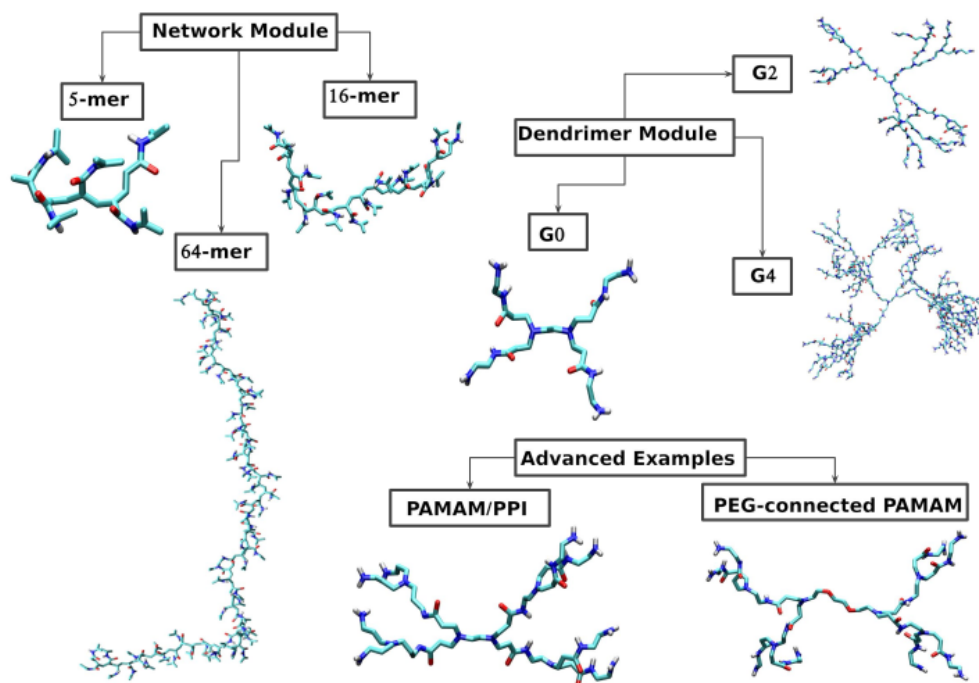 Network Module
5-mer
16-mer
64-mer
G2
Dendrimer Module
G0
G4
Advanced Examples
PAMAM/PPI
PEG-connected PAMAM